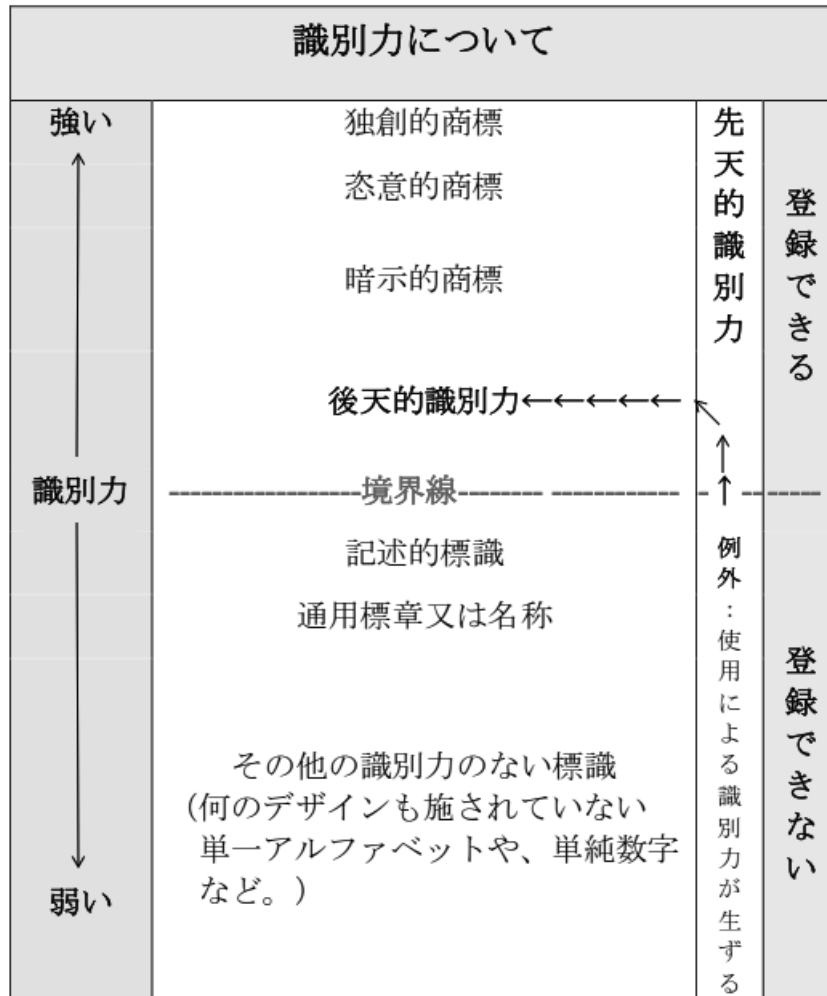 識別力について
強い
識別力
弱い
独創的商標
恣意的商標
暗示的商標
後天的識別力←←←←←
境界線
記述的標識
通用標章又は名称
その他の識別力のない標識
(何のデザインも施されていない
単一アルファベットや、単純数字
など。)
先天的識別力
例外：使用による識別力が生ずる
登録できる
登録できない